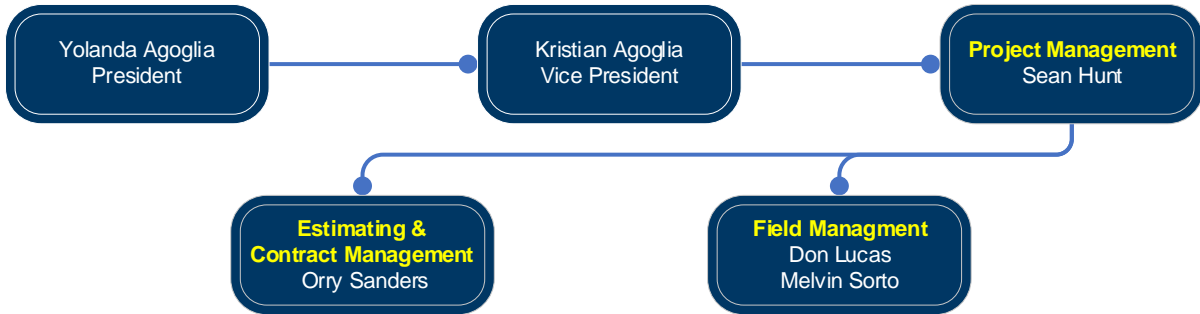 Yolanda Agoglia
President
Kristian Agoglia
Vice President
Project Management
Sean Hunt
Estimating &
Contract Management
Orry Sanders
Field Managment
Don Lucas
Melvin Sorto